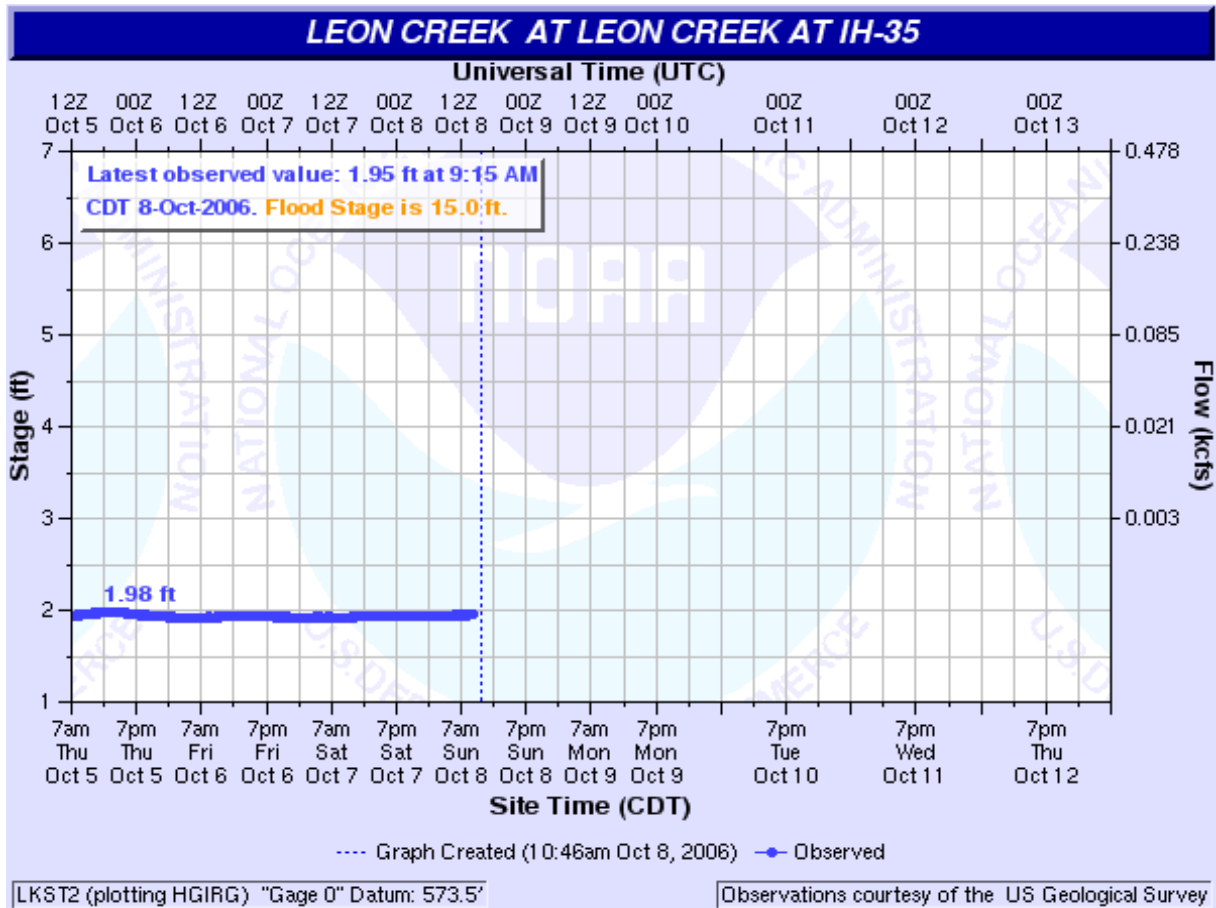 LEON CREEK AT LEON CREEK AT IH-35
Universal Time (UTC)
12Z 00Z 12Z 00Z 12Z 00Z 12Z 00Z 12Z 00Z 00Z 00Z 00Z
Oct 5 Oct 6 Oct 6 Oct 7 Oct 7 Oct 8 Oct 8 Oct 9 Oct 9 Oct 10 Oct 11 Oct 12 Oct 13
Latest observed value: 1.95 ft at 9:15 AM
CDT 8-Oct-2006. Flood Stage is 15.0 ft.
7 0.478
6 0.238
5 0.085
4 0.021
3 0.003
2
1
Stage (ft)
Flow (kcfs)
1.98 ft
NOAA
NATIONAL OCEANIC ADMINISTRATION
U.S.DEP MERCE
7am 7pm 7am 7pm 7am 7pm 7am 7pm 7am 7pm 7pm 7pm 7pm
Thu Thu Fri Fri Sat Sat Sun Sun Mon Mon Tue Wed Thu
Oct 5 Oct 5 Oct 6 Oct 6 Oct 7 Oct 7 Oct 8 Oct 8 Oct 9 Oct 9 Oct 10 Oct 11 Oct 12
Site Time (CDT)
Graph Created (10:46am Oct 8, 2006) Observed
LKST2 (plotting HGIRG) "Gage 0" Datum: 573.5'
Observations courtesy of the US Geological Survey